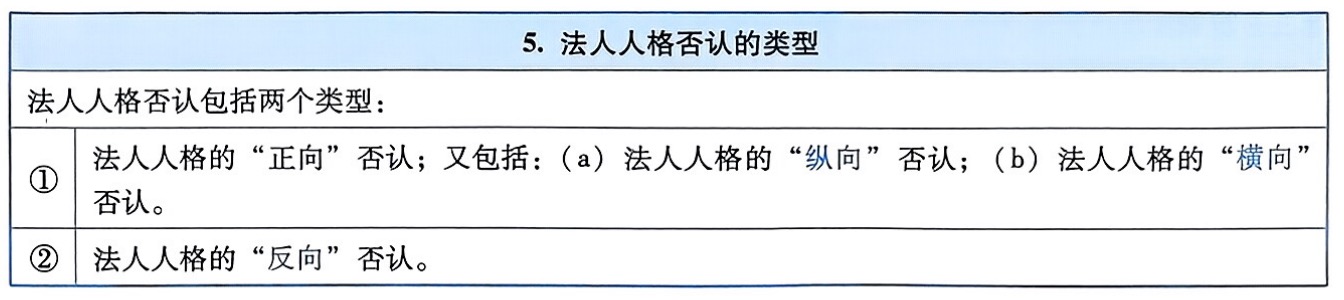 5. 法人人格否认的类型
法人人格否认包括两个类型：
① 法人人格的“正向”否认；又包括：（a）法人人格的“纵向”否认；（b）法人人格的“横向”
否认。
② 法人人格的“反向”否认。